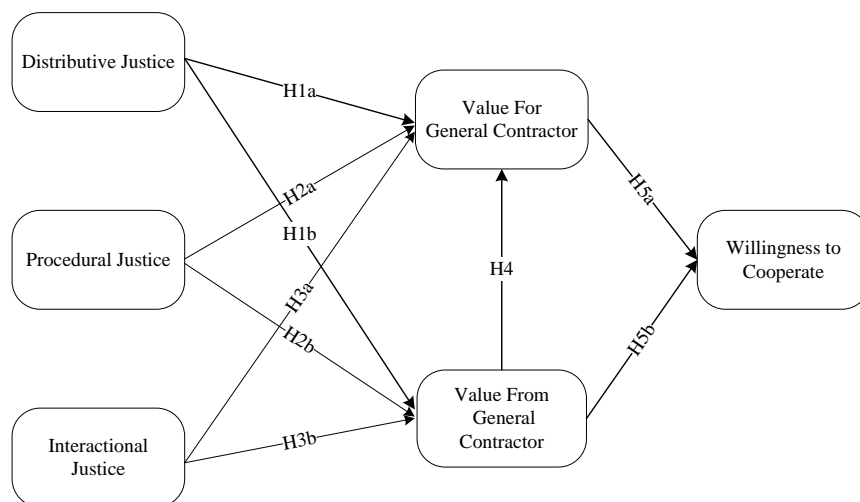 Distributive Justice
H1a
Value For
General Contractor
H2a
H1b
H5a
Procedural Justice
H3a
H4
Willingness to
Cooperate
H2b
H5b
Value From
General
Contractor
H3b
Interactional
Justice